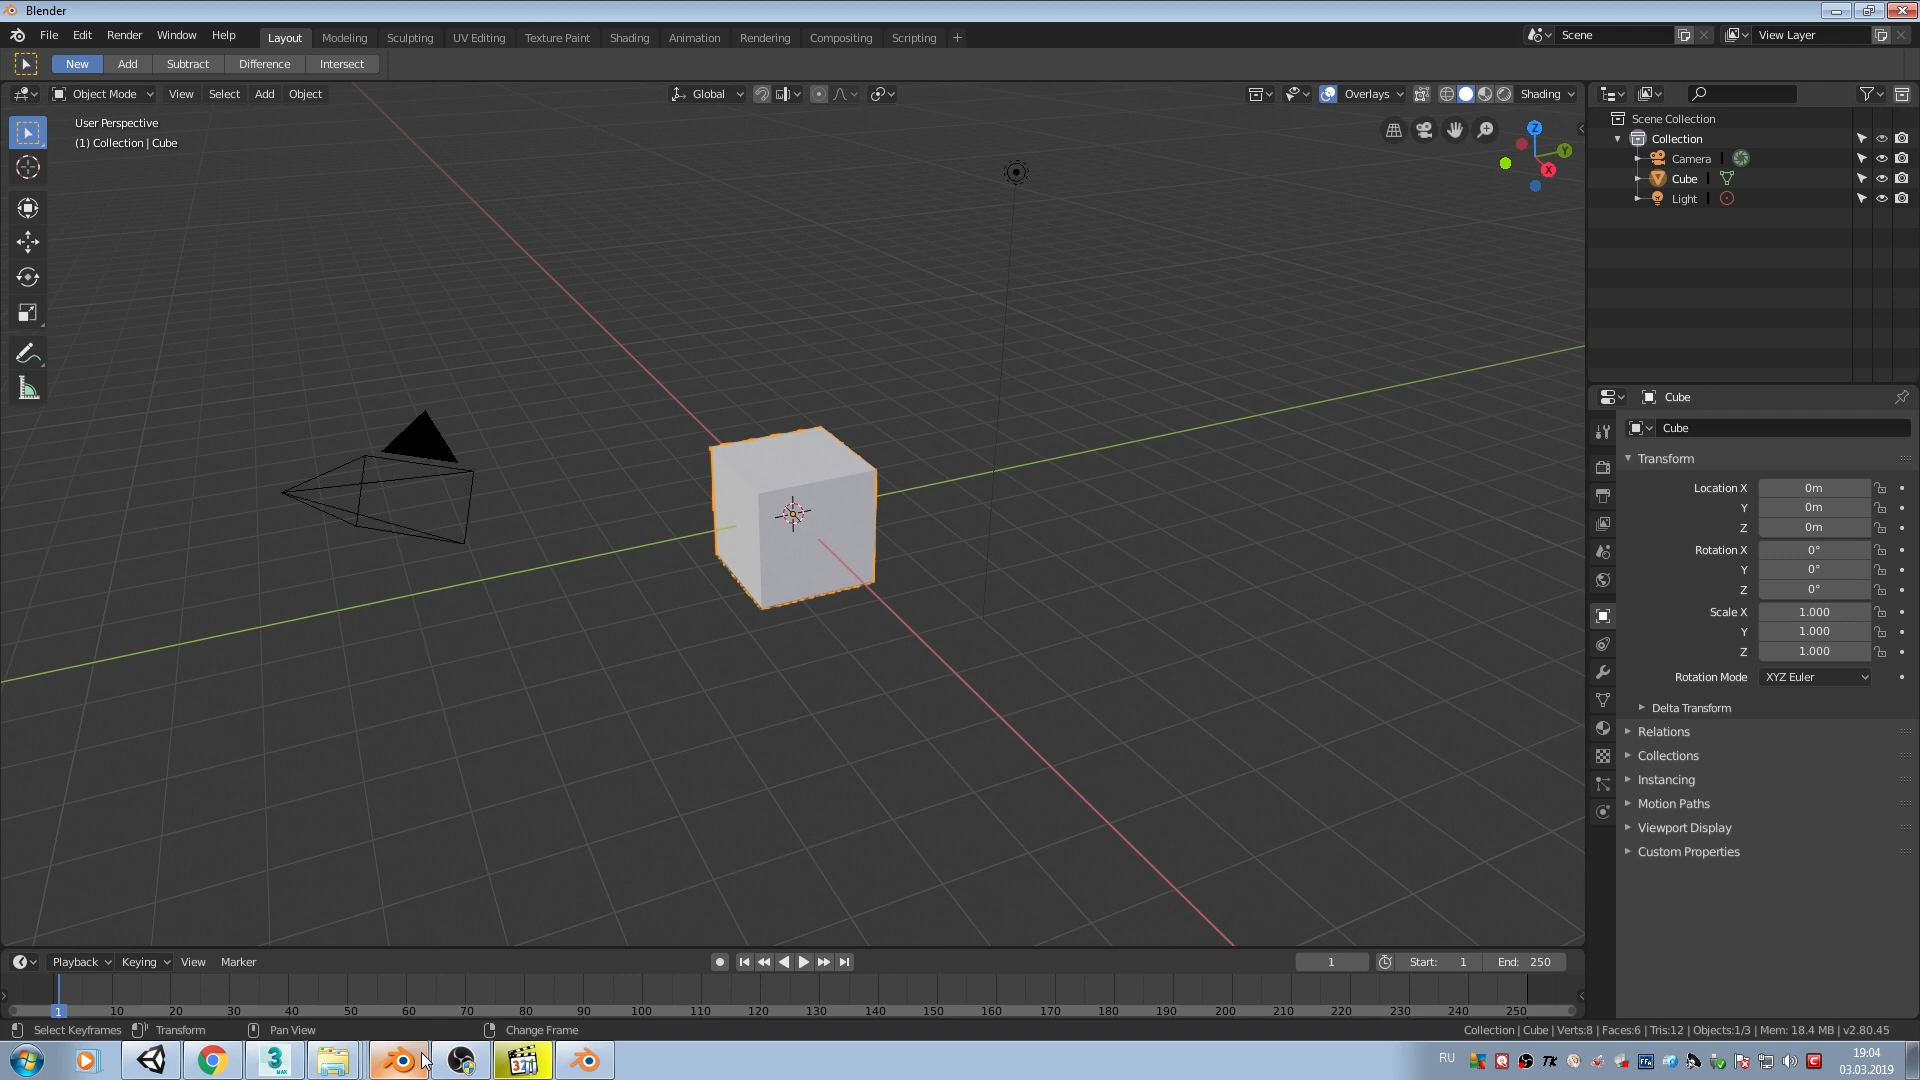 Blender
File Edit Render Window Help Layout Modeling Sculpting UV Editing Texture Paint Shading Animation Rendering Compositing Scripting + Scene View Layer
New Add Subtract Difference Intersect
Object Mode View Select Add Object Global Overlays Shading
User Perspective
(1) Collection | Cube
Z
Y
X
Scene Collection
Collection
Camera
Cube
Light
Cube
Cube
Transform
Location X 0m
Y 0m
Z 0m
Rotation X 0°
Y 0°
Z 0°
Scale X 1.000
Y 1.000
Z 1.000
Rotation Mode XYZ Euler
Delta Transform
Relations
Collections
Instancing
Motion Paths
Viewport Display
Custom Properties
Playback Keying View Marker 1 Start: 1 End: 250
1 10 20 30 40 50 60 70 80 90 100 110 120 130 140 150 160 170 180 190 200 210 220 230 240 250
Select Keyframes Transform Pan View Change Frame Collection | Cube | Verts:8 | Faces:6 | Tris:12 | Objects:1/3 | Mem: 18.4 MB | v2.80.45
3
MAX
RU
19:04
03.03.2019